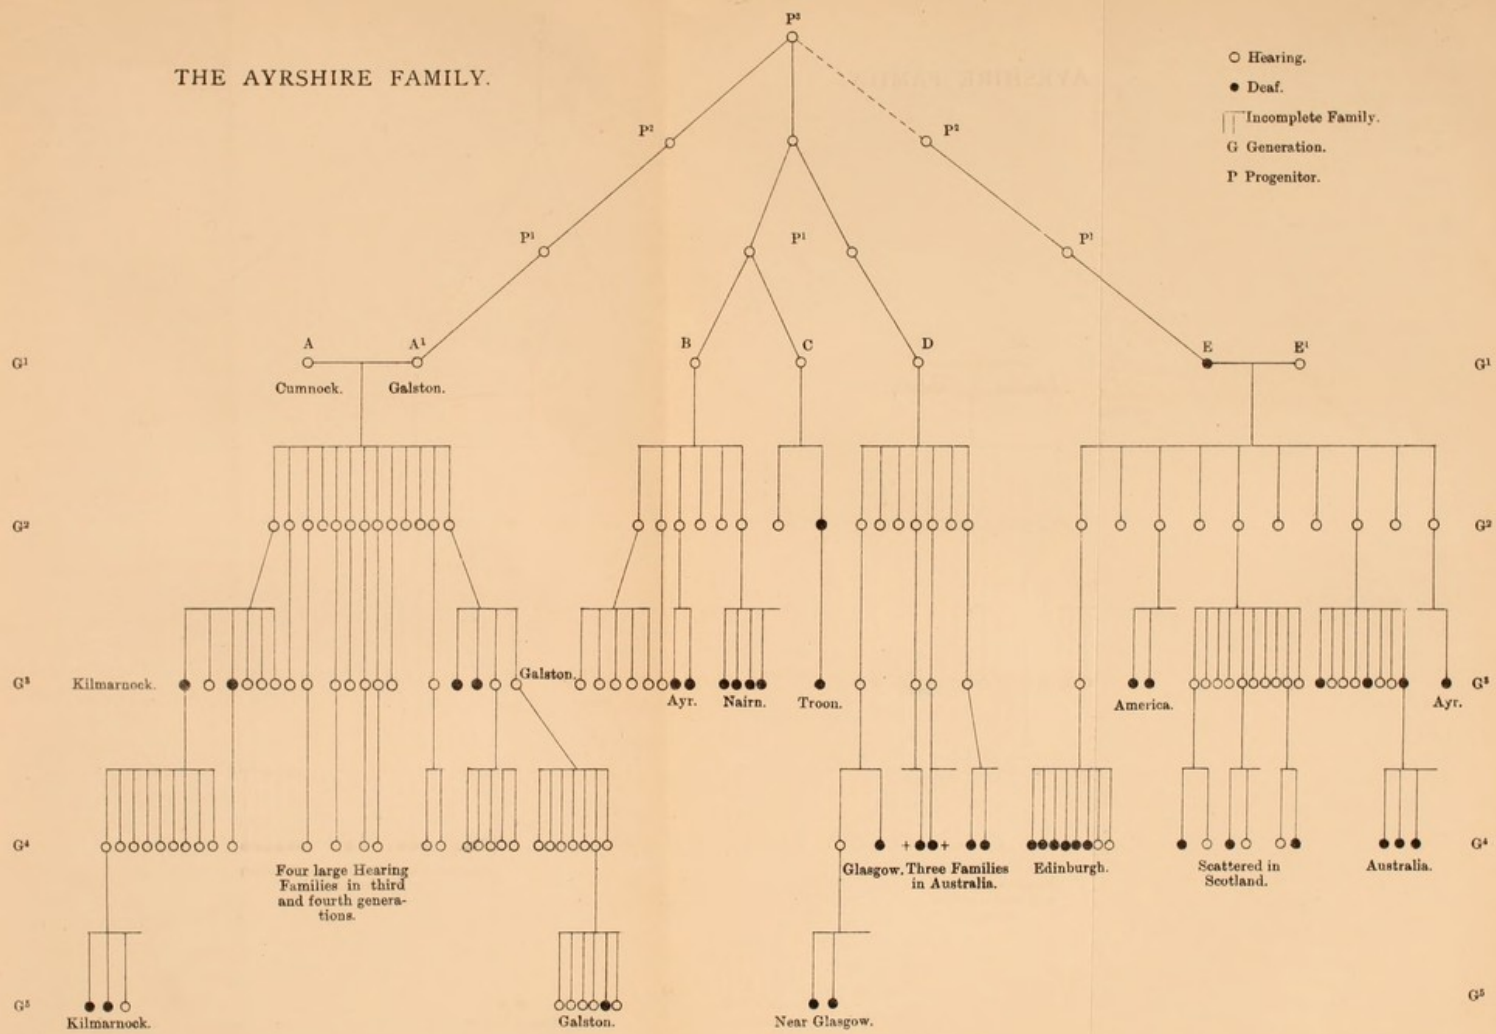 P³
THE AYRSHIRE FAMILY.
○ Hearing.
● Deaf.
Incomplete Family.
G Generation.
P Progenitor.
P² P²
P¹ P¹ P¹
A A¹ B C D E E¹
G¹ G¹
Cumnock. Galston.
G² G²
G³ Kilmarnock. Galston. G³
Ayr. Nairn. Troon. America. Ayr.
G⁴ + + G⁴
Four large Hearing
Families in third
and fourth genera-
tions.
Glasgow. Three Families
in Australia.
Edinburgh.
Scattered in
Scotland.
Australia.
G⁵ G⁵
Kilmarnock. Galston. Near Glasgow.